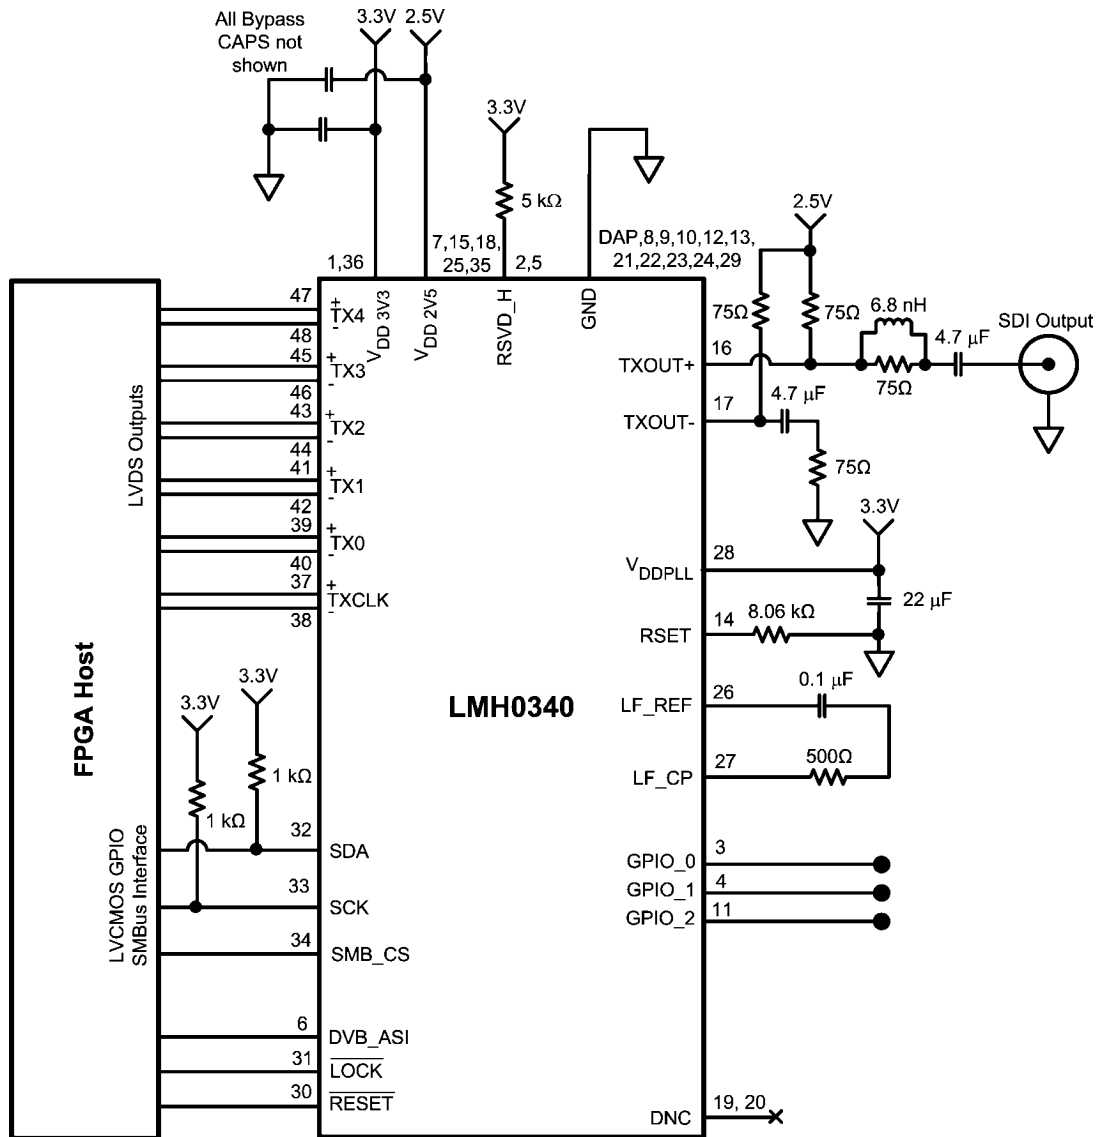 All Bypass
CAPS not
shown
3.3V
2.5V
3.3V
5 kΩ
1,36
7,15,18,
25,35
2,5
DAP,8,9,10,12,13,
21,22,23,24,29
VDD 3V3
VDD 2V5
RSVD_H
GND
2.5V
75Ω
75Ω
6.8 nH
4.7 µF
SDI Output
16
TXOUT+
75Ω
17
TXOUT-
4.7 µF
75Ω
3.3V
28
VDDPLL
22 µF
14
RSET
8.06 kΩ
26
LF_REF
0.1 µF
27
LF_CP
500Ω
3
GPIO_0
4
GPIO_1
11
GPIO_2
19, 20
DNC
LMH0340
FPGA Host
LVDS Outputs
47
+
TX4
-
48
45
+
TX3
-
46
43
+
TX2
-
44
41
+
TX1
-
42
39
+
TX0
-
40
37
+
TXCLK
-
38
3.3V
3.3V
1 kΩ
1 kΩ
LVCMOS GPIO
SMBus Interface
32
SDA
33
SCK
34
SMB_CS
6
DVB_ASI
31
LOCK
30
RESET